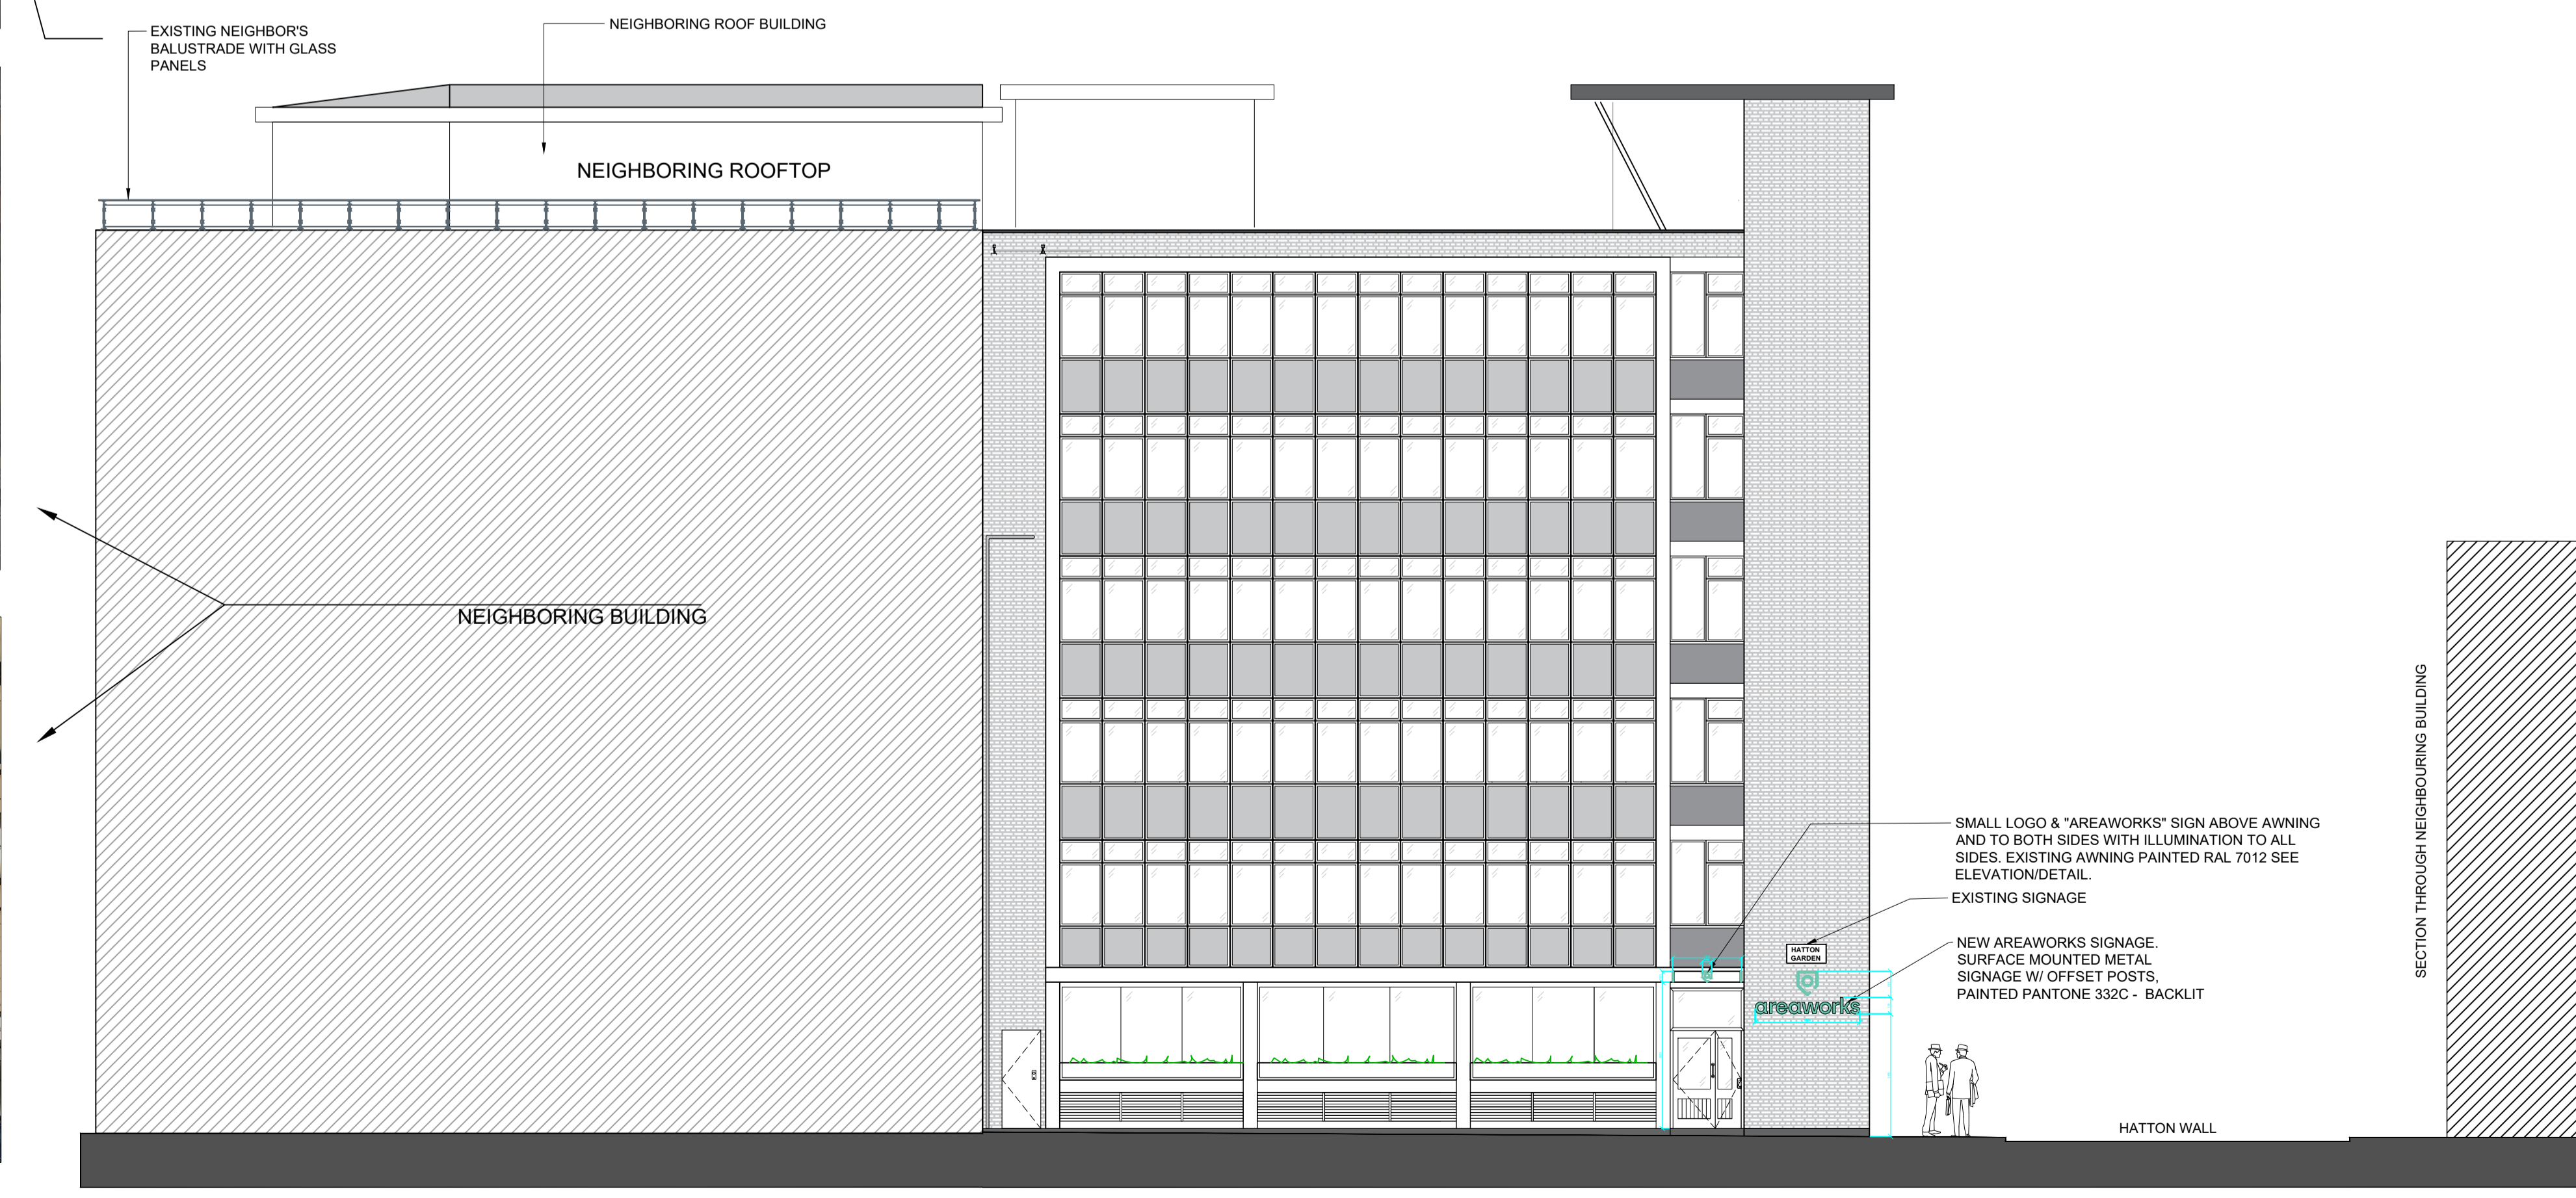 EXISTING NEIGHBOR'S
BALUSTRADE WITH GLASS
PANELS
NEIGHBORING ROOF BUILDING
NEIGHBORING ROOFTOP
NEIGHBORING BUILDING
SMALL LOGO & "AREAWORKS" SIGN ABOVE AWNING
AND TO BOTH SIDES WITH ILLUMINATION TO ALL
SIDES. EXISTING AWNING PAINTED RAL 7012 SEE
ELEVATION/DETAIL.
EXISTING SIGNAGE
HATTON
GARDEN
NEW AREAWORKS SIGNAGE.
SURFACE MOUNTED METAL
SIGNAGE W/ OFFSET POSTS,
PAINTED PANTONE 332C - BACKLIT
areaworks
HATTON WALL
SECTION THROUGH NEIGHBOURING BUILDING